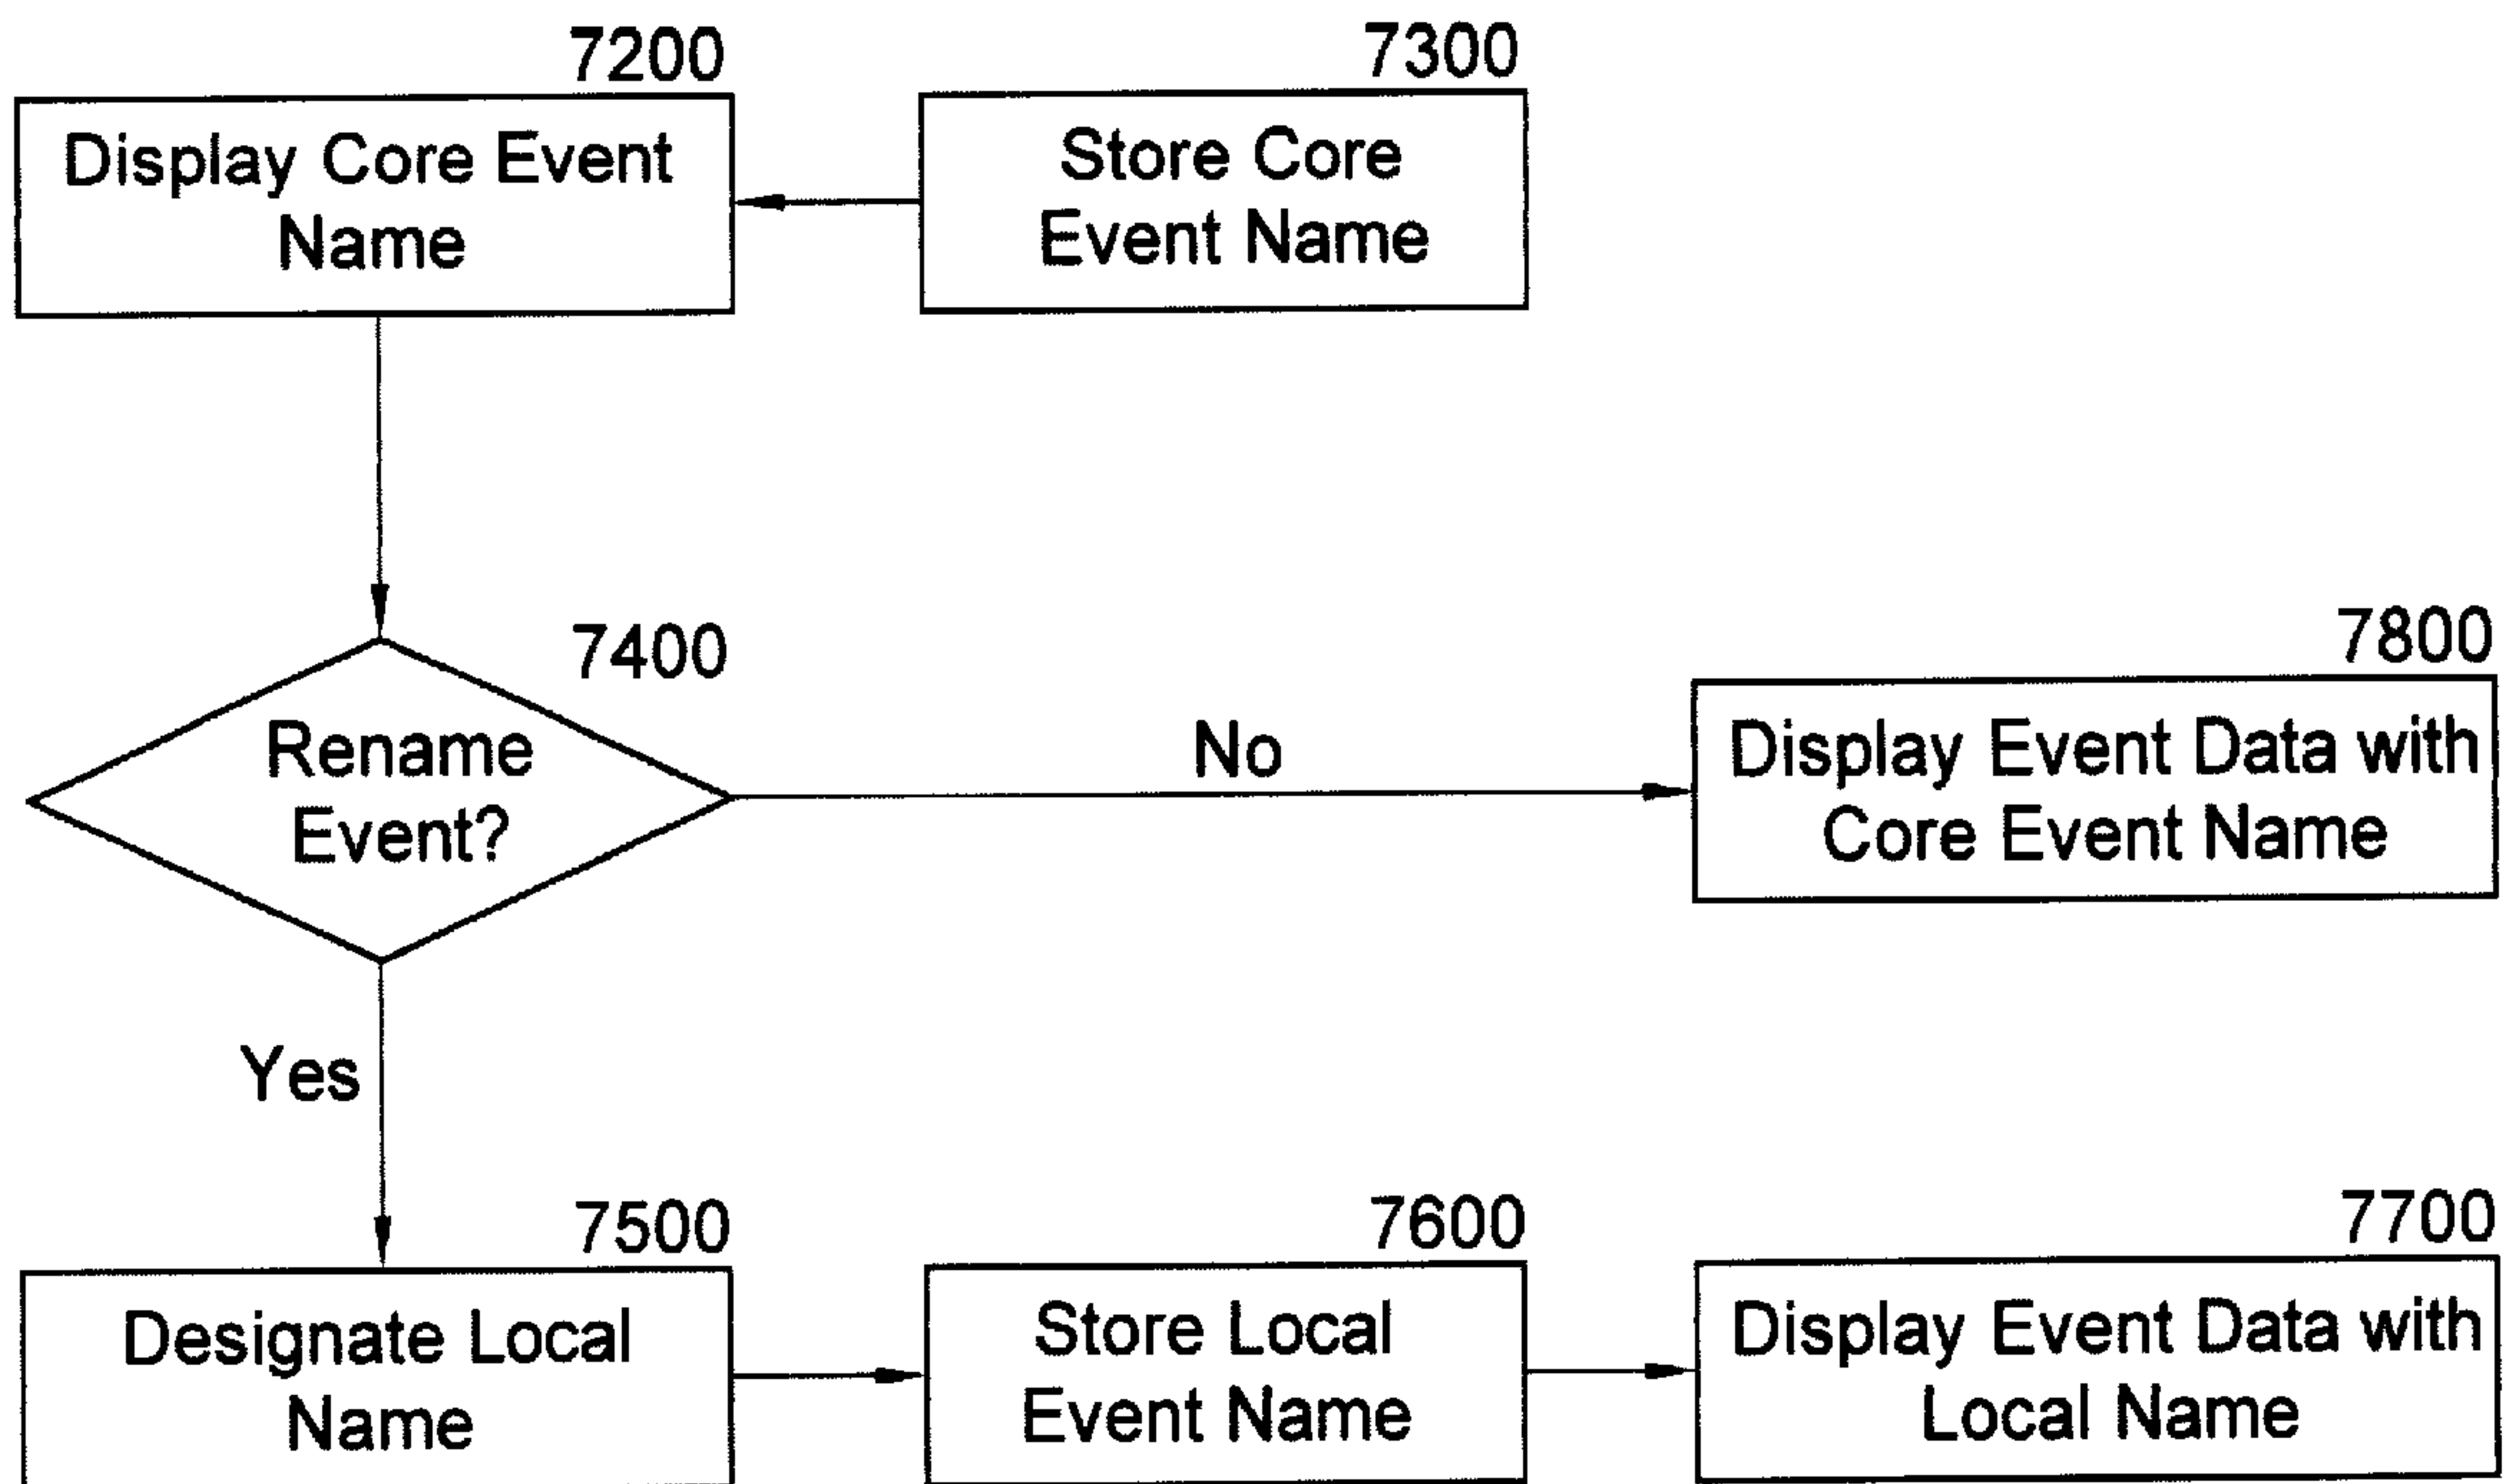 7200
Display Core Event
Name
7300
Store Core
Event Name
7400
Rename
Event?
No
7800
Display Event Data with
Core Event Name
Yes
7500
Designate Local
Name
7600
Store Local
Event Name
7700
Display Event Data with
Local Name